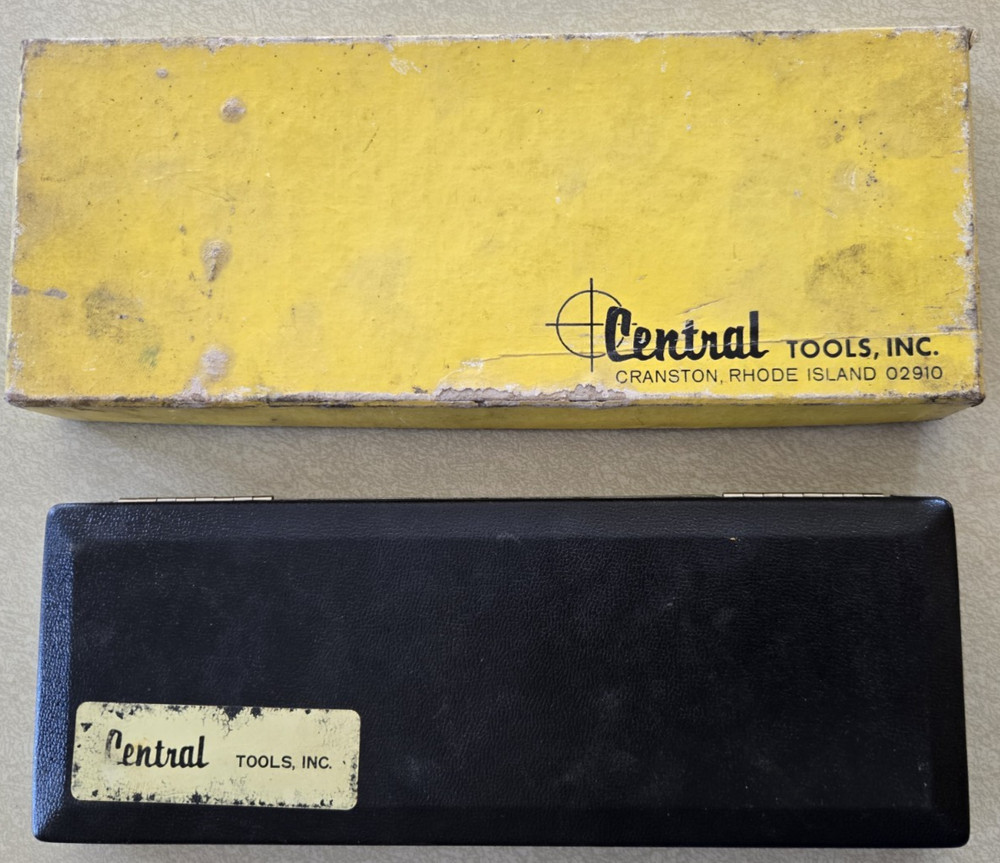 Central TOOLS, INC.
CRANSTON, RHODE ISLAND 02910
Central TOOLS, INC.